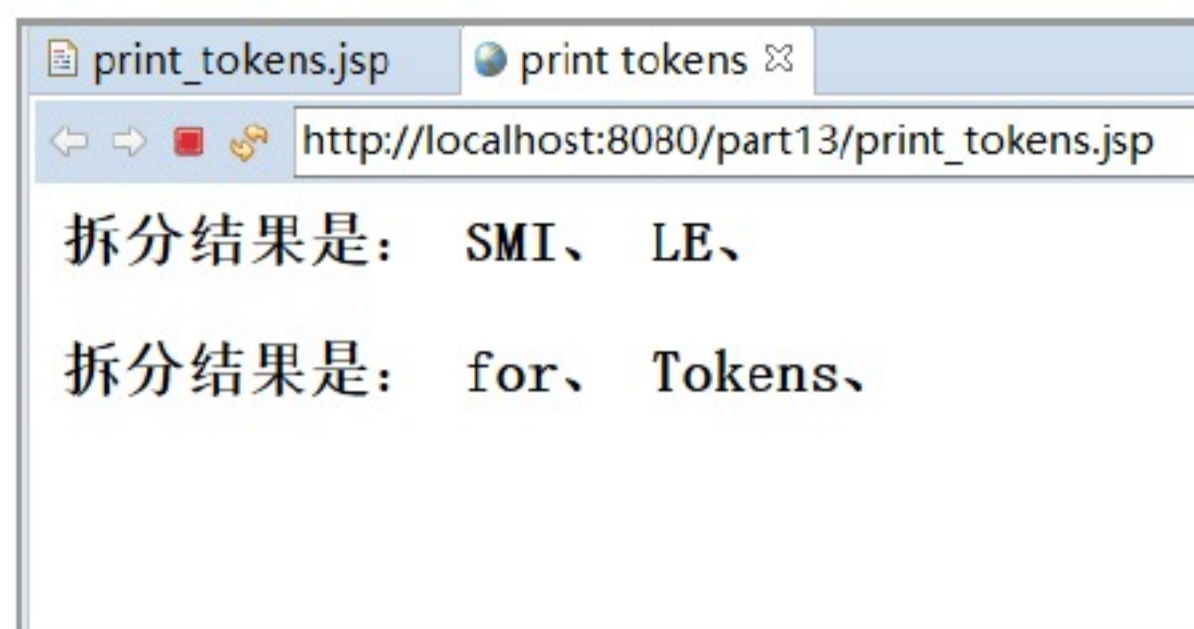 print_tokens.jsp print tokens
http://localhost:8080/part13/print_tokens.jsp
拆分结果是： SMI、 LE、
拆分结果是： for、 Tokens、